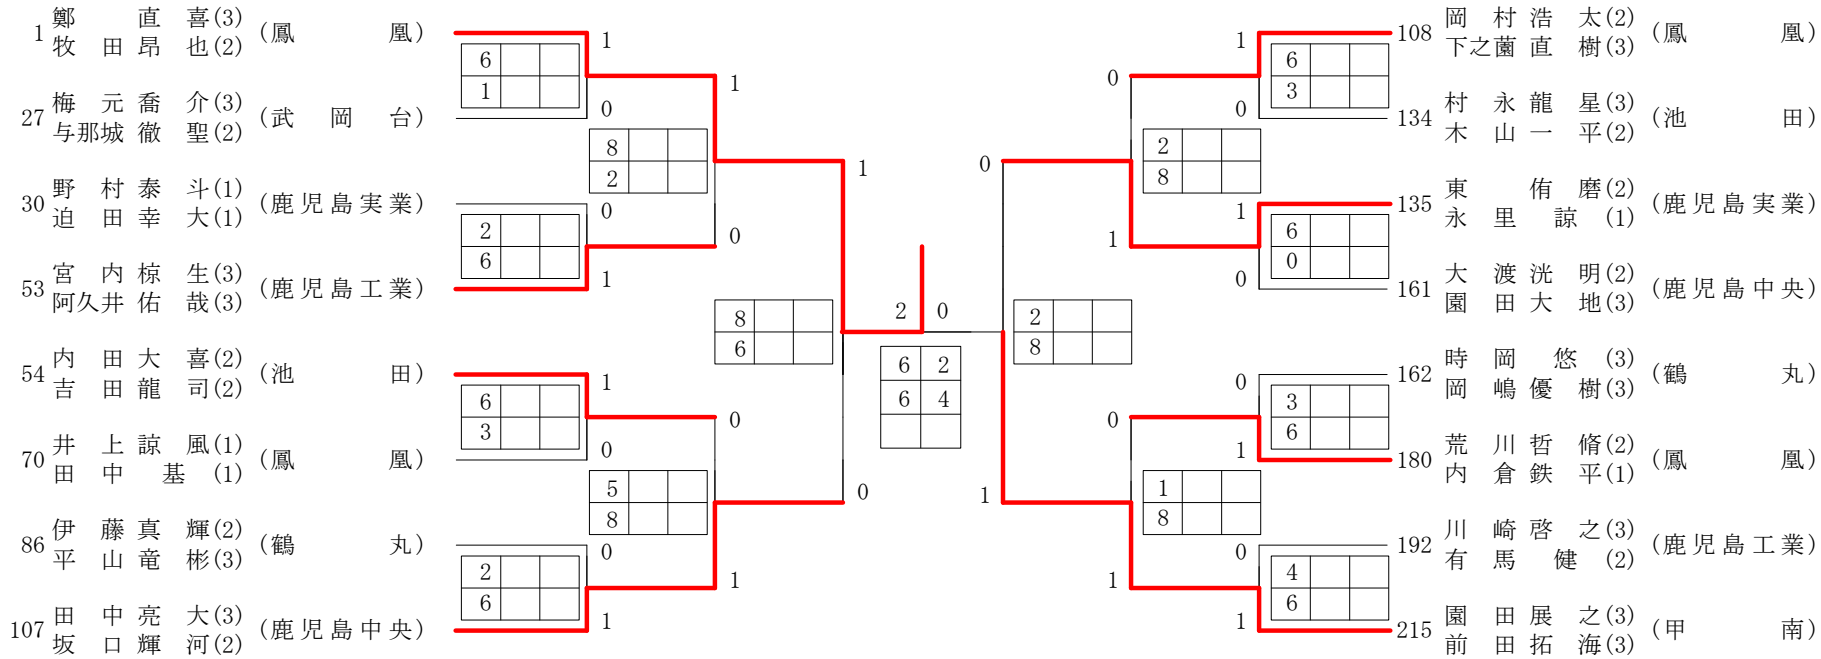 1 鄭 直 喜(3) (鳳 凰)
牧 田 昂 也(2)
27 梅 元 喬 介(3) (武 岡 台)
与那城 徹 聖(2)
30 野 村 泰 斗(1) (鹿児島実業)
迫 田 幸 大(1)
53 宮 内 椋 生(3) (鹿児島工業)
阿久井 佑 哉(3)
54 内 田 大 喜(2) (池 田)
吉 田 龍 司(2)
70 井 上 諒 風(1) (鳳 凰)
田 中 基 (1)
86 伊 藤 真 輝(2) (鶴 丸)
平 山 竜 彬(3)
107 田 中 亮 大(3) (鹿児島中央)
坂 口 輝 河(2)
1
6
1
0
2
6
0
1
6
3
1
0
2
6
0
1
1
8
2
0
0
5
8
1
1
8
6
0
2 0
6 2
6 4
0
2
8
1
0
2
8
1
0
1
8
1
1
6
3
0
1
6
0
0
0
3
6
1
0
4
6
1
108 岡 村 浩 太(2) (鳳 凰)
下之薗 直 樹(3)
134 村 永 龍 星(3) (池 田)
木 山 一 平(2)
135 東 侑 磨(2) (鹿児島実業)
永 里 諒 (1)
161 大 渡 洸 明(2) (鹿児島中央)
園 田 大 地(3)
162 時 岡 悠 (3) (鶴 丸)
岡 嶋 優 樹(3)
180 荒 川 哲 脩(2) (鳳 凰)
内 倉 鉄 平(1)
192 川 崎 啓 之(3) (鹿児島工業)
有 馬 健 (2)
215 園 田 展 之(3) (甲 南)
前 田 拓 海(3)